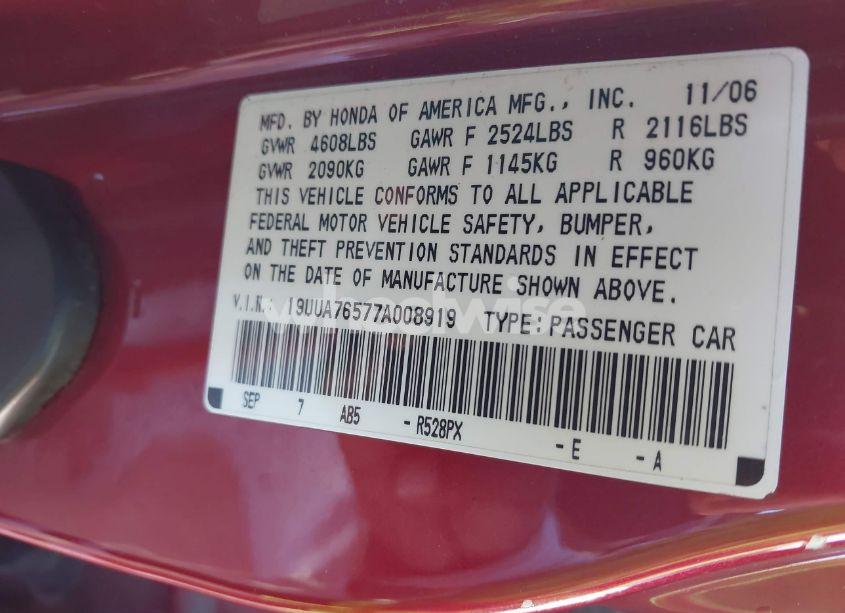 MFD. BY HONDA OF AMERICA MFG., INC. 11/06
GVWR 4608LBS GAWR F 2524LBS R 2116LBS
GVWR 2090KG GAWR F 1145KG R 960KG
THIS VEHICLE CONFORMS TO ALL APPLICABLE
FEDERAL MOTOR VEHICLE SAFETY, BUMPER,
AND THEFT PREVENTION STANDARDS IN EFFECT
ON THE DATE OF MANUFACTURE SHOWN ABOVE.
V.I.N.: 19UUA76577A008919 TYPE: PASSENGER CAR
SEP 7 AB5 - R528PX - E - A